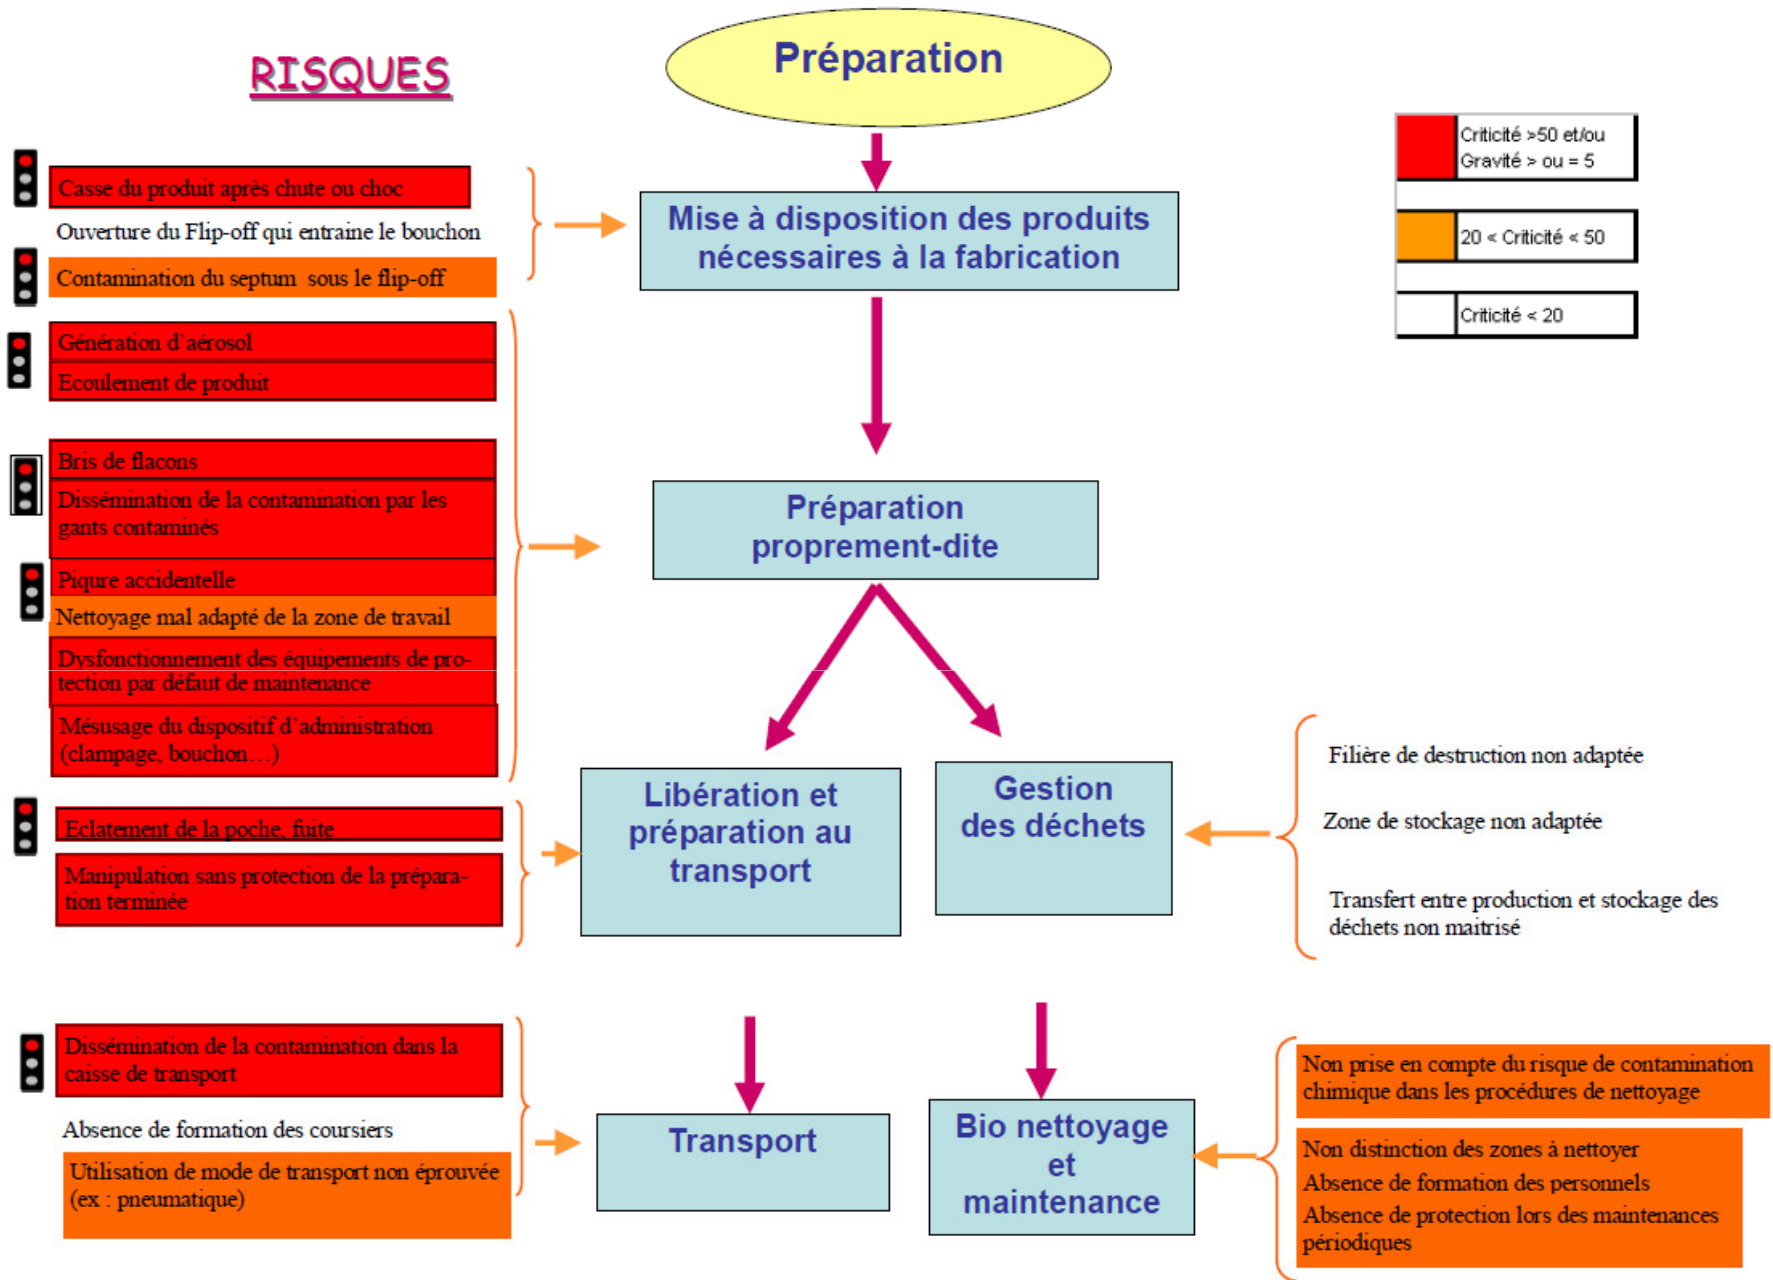 RISQUES
Préparation
Criticité >50 et/ou
Gravité > ou = 5
20 < Criticité < 50
Criticité < 20
Casse du produit après chute ou choc
Ouverture du Flip-off qui entraine le bouchon
Contamination du septum sous le flip-off
Mise à disposition des produits
nécessaires à la fabrication
Génération d’aérosol
Ecoulement de produit
Bris de flacons
Dissémination de la contamination par les
gants contaminés
Piqure accidentelle
Nettoyage mal adapté de la zone de travail
Dysfonctionnement des équipements de pro-
tection par défaut de maintenance
Mésusage du dispositif d’administration
(clampage, bouchon…)
Préparation
proprement-dite
Eclatement de la poche, fuite
Manipulation sans protection de la prépara-
tion terminée
Libération et
préparation au
transport
Gestion
des déchets
Filière de destruction non adaptée
Zone de stockage non adaptée
Transfert entre production et stockage des
déchets non maitrisé
Dissémination de la contamination dans la
caisse de transport
Absence de formation des coursiers
Utilisation de mode de transport non éprouvée
(ex : pneumatique)
Transport
Bio nettoyage
et
maintenance
Non prise en compte du risque de contamination
chimique dans les procédures de nettoyage
Non distinction des zones à nettoyer
Absence de formation des personnels
Absence de protection lors des maintenances
périodiques